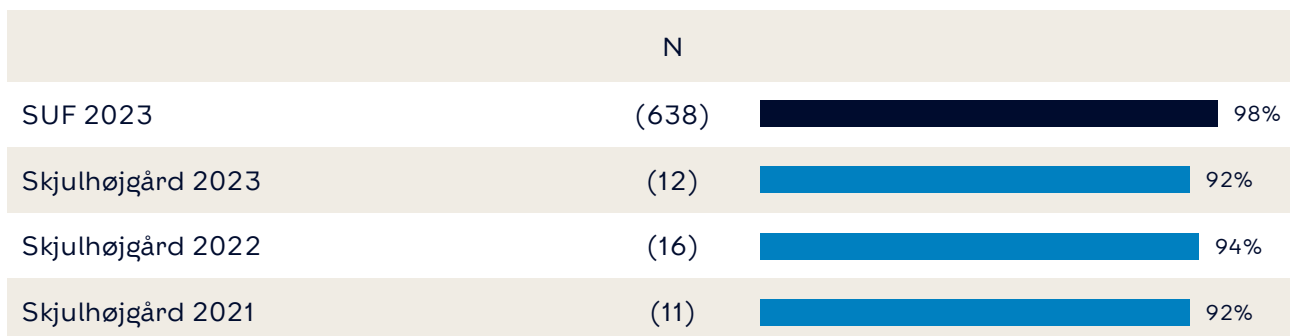 N
SUF 2023 (638) 98%
Skjulhøjgård 2023 (12) 92%
Skjulhøjgård 2022 (16) 94%
Skjulhøjgård 2021 (11) 92%